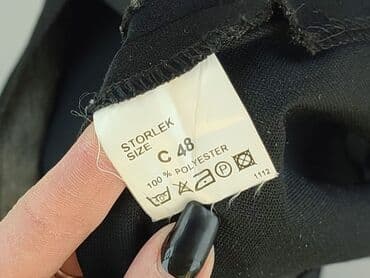 STORLEK
SIZE C 48
100 % POLYESTER
1112